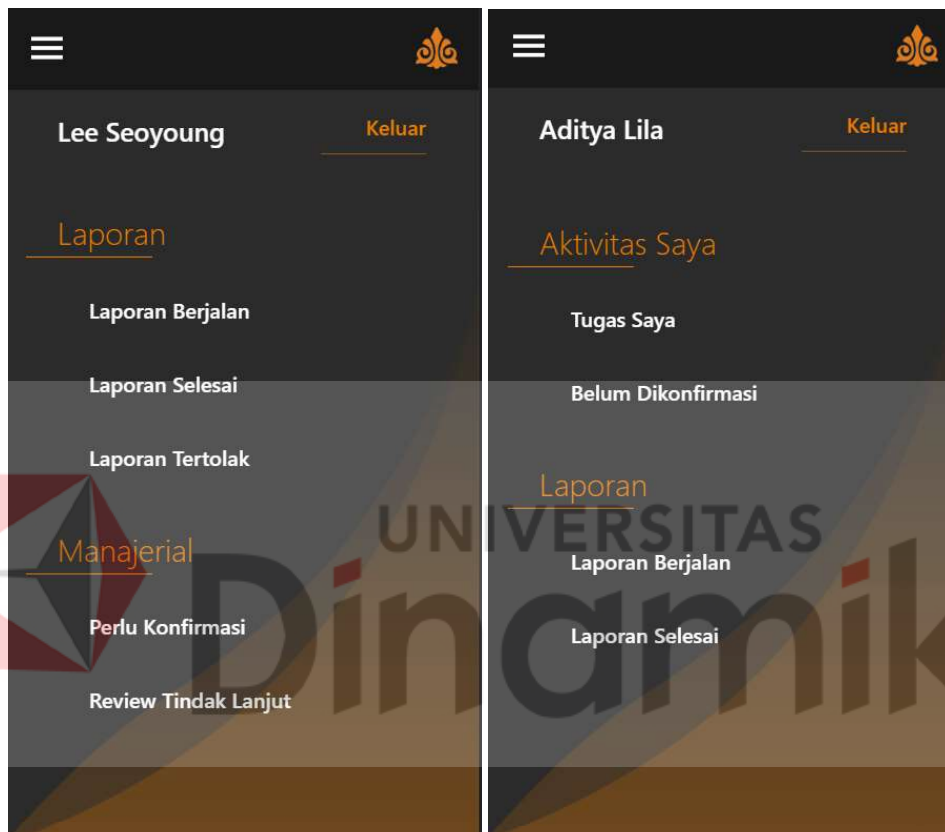 Lee Seoyoung
Keluar
Laporan
Laporan Berjalan
Laporan Selesai
Laporan Tertolak
Manajerial
Perlu Konfirmasi
Review Tindak Lanjut
Aditya Lila
Keluar
Aktivitas Saya
Tugas Saya
Belum Dikonfirmasi
Laporan
Laporan Berjalan
Laporan Selesai
UNIVERSITAS
Dinamik